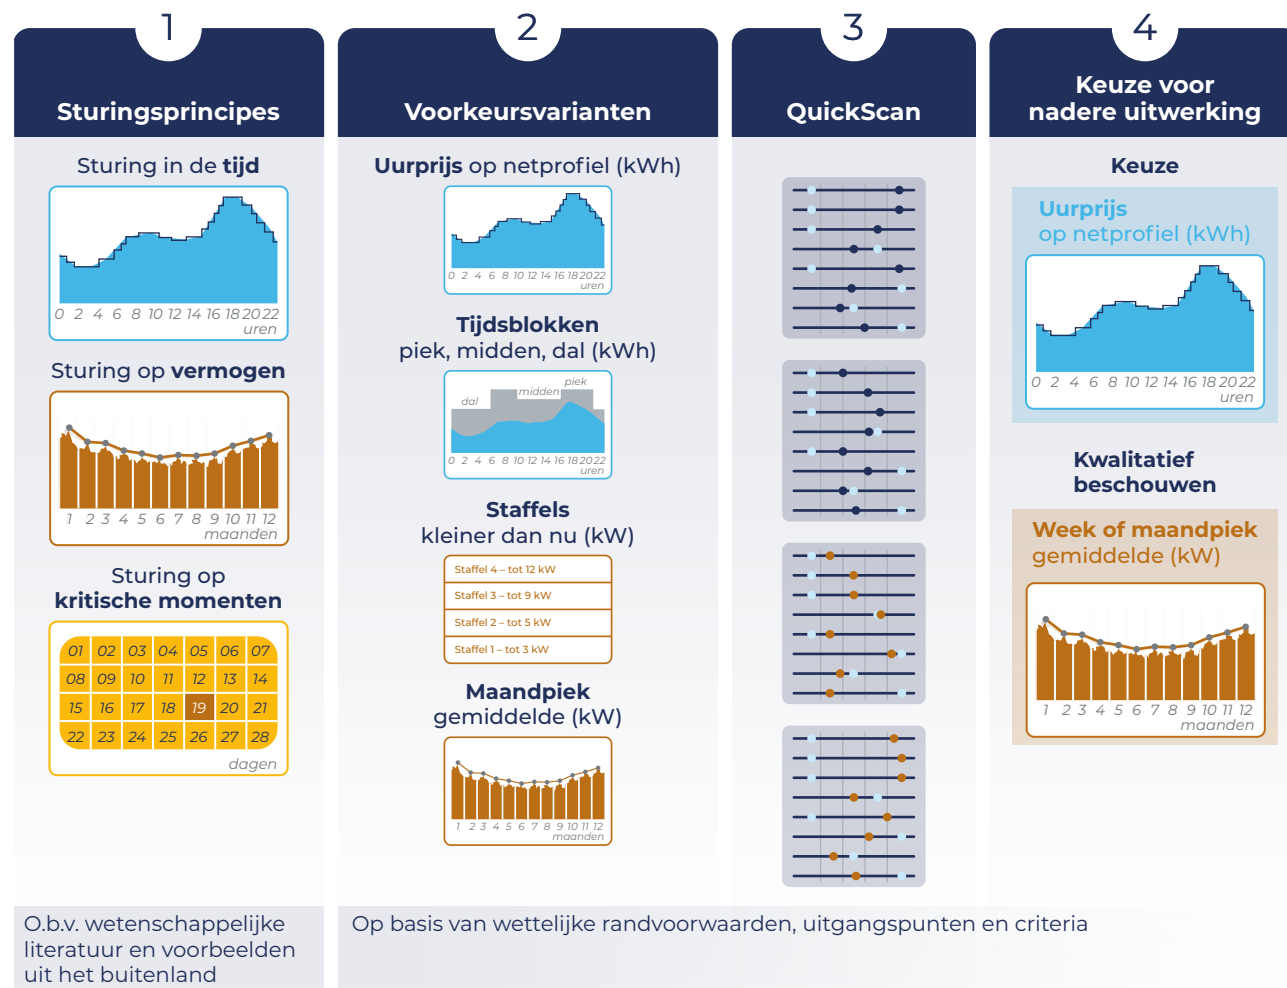 1
Sturingsprincipes
Sturing in de tijd
0 2 4 6 8 10 12 14 16 18 20 22
uren
Sturing op vermogen
1 2 3 4 5 6 7 8 9 10 11 12
maanden
Sturing op
kritische momenten
01 02 03 04 05 06 07
08 09 10 11 12 13 14
15 16 17 18 19 20 21
22 23 24 25 26 27 28
dagen
O.b.v. wetenschappelijke
literatuur en voorbeelden
uit het buitenland
2
Voorkeursvarianten
Uurprijs op netprofiel (kWh)
0 2 4 6 8 10 12 14 16 18 20 22
uren
Tijdsblokken
piek, midden, dal (kWh)
piek
midden
dal
0 2 4 6 8 10 12 14 16 18 20 22
uren
Staffels
kleiner dan nu (kW)
Staffel 4 – tot 12 kW
Staffel 3 – tot 9 kW
Staffel 2 – tot 5 kW
Staffel 1 – tot 3 kW
Maandpiek
gemiddelde (kW)
1 2 3 4 5 6 7 8 9 10 11 12
maanden
3
QuickScan
4
Keuze voor
nadere uitwerking
Keuze
Uurprijs
op netprofiel (kWh)
0 2 4 6 8 10 12 14 16 18 20 22
uren
Kwalitatief
beschouwen
Week of maandpiek
gemiddelde (kW)
1 2 3 4 5 6 7 8 9 10 11 12
maanden
Op basis van wettelijke randvoorwaarden, uitgangspunten en criteria